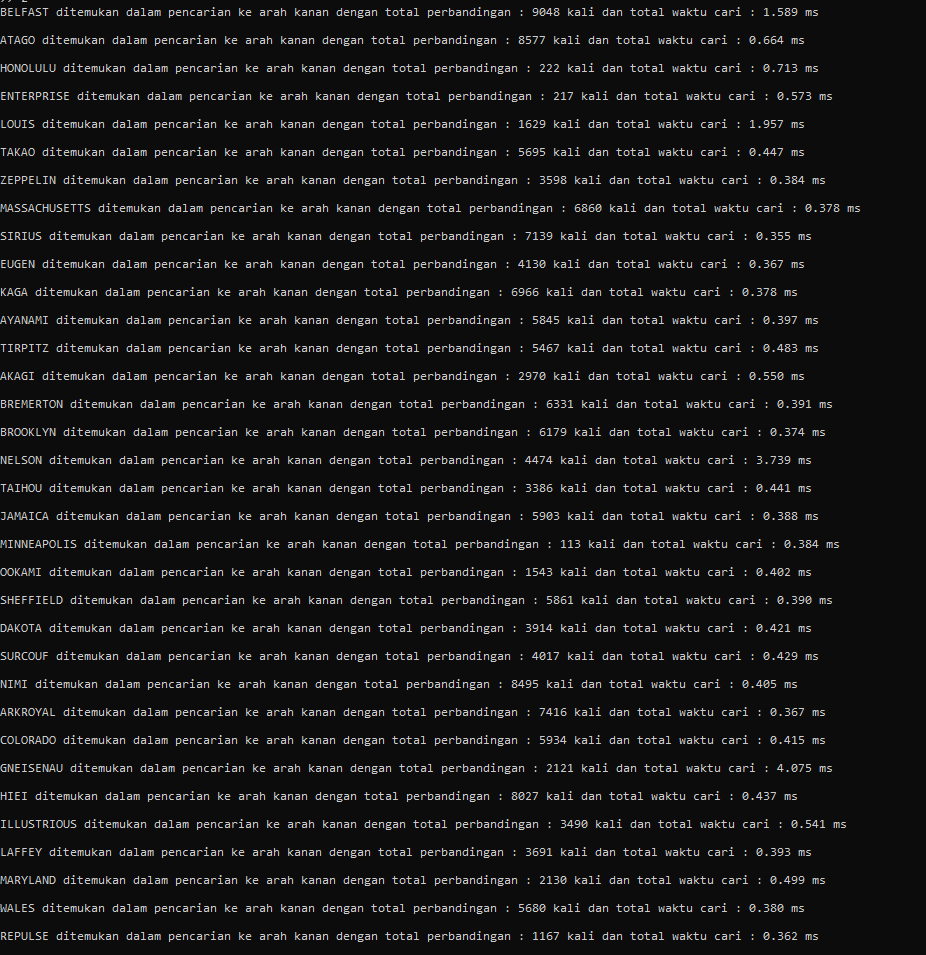 BELFAST ditemukan dalam pencarian ke arah kanan dengan total perbandingan : 9048 kali dan total waktu cari : 1.589 ms
ATAGO ditemukan dalam pencarian ke arah kanan dengan total perbandingan : 8577 kali dan total waktu cari : 0.664 ms
HONOLULU ditemukan dalam pencarian ke arah kanan dengan total perbandingan : 222 kali dan total waktu cari : 0.713 ms
ENTERPRISE ditemukan dalam pencarian ke arah kanan dengan total perbandingan : 217 kali dan total waktu cari : 0.573 ms
LOUIS ditemukan dalam pencarian ke arah kanan dengan total perbandingan : 1629 kali dan total waktu cari : 1.957 ms
TAKAO ditemukan dalam pencarian ke arah kanan dengan total perbandingan : 5695 kali dan total waktu cari : 0.447 ms
ZEPPELIN ditemukan dalam pencarian ke arah kanan dengan total perbandingan : 3598 kali dan total waktu cari : 0.384 ms
MASSACHUSETTS ditemukan dalam pencarian ke arah kanan dengan total perbandingan : 6860 kali dan total waktu cari : 0.378 ms
SIRIUS ditemukan dalam pencarian ke arah kanan dengan total perbandingan : 7139 kali dan total waktu cari : 0.355 ms
EUGEN ditemukan dalam pencarian ke arah kanan dengan total perbandingan : 4130 kali dan total waktu cari : 0.367 ms
KAGA ditemukan dalam pencarian ke arah kanan dengan total perbandingan : 6966 kali dan total waktu cari : 0.378 ms
AYANAMI ditemukan dalam pencarian ke arah kanan dengan total perbandingan : 5845 kali dan total waktu cari : 0.397 ms
TIRPITZ ditemukan dalam pencarian ke arah kanan dengan total perbandingan : 5467 kali dan total waktu cari : 0.483 ms
AKAGI ditemukan dalam pencarian ke arah kanan dengan total perbandingan : 2970 kali dan total waktu cari : 0.550 ms
BREMERTON ditemukan dalam pencarian ke arah kanan dengan total perbandingan : 6331 kali dan total waktu cari : 0.391 ms
BROOKLYN ditemukan dalam pencarian ke arah kanan dengan total perbandingan : 6179 kali dan total waktu cari : 0.374 ms
NELSON ditemukan dalam pencarian ke arah kanan dengan total perbandingan : 4474 kali dan total waktu cari : 3.739 ms
TAIHOU ditemukan dalam pencarian ke arah kanan dengan total perbandingan : 3386 kali dan total waktu cari : 0.441 ms
JAMAICA ditemukan dalam pencarian ke arah kanan dengan total perbandingan : 5903 kali dan total waktu cari : 0.388 ms
MINNEAPOLIS ditemukan dalam pencarian ke arah kanan dengan total perbandingan : 113 kali dan total waktu cari : 0.384 ms
OOKAMI ditemukan dalam pencarian ke arah kanan dengan total perbandingan : 1543 kali dan total waktu cari : 0.402 ms
SHEFFIELD ditemukan dalam pencarian ke arah kanan dengan total perbandingan : 5861 kali dan total waktu cari : 0.390 ms
DAKOTA ditemukan dalam pencarian ke arah kanan dengan total perbandingan : 3914 kali dan total waktu cari : 0.421 ms
SURCOUF ditemukan dalam pencarian ke arah kanan dengan total perbandingan : 4017 kali dan total waktu cari : 0.429 ms
NIMI ditemukan dalam pencarian ke arah kanan dengan total perbandingan : 8495 kali dan total waktu cari : 0.405 ms
ARKROYAL ditemukan dalam pencarian ke arah kanan dengan total perbandingan : 7416 kali dan total waktu cari : 0.367 ms
COLORADO ditemukan dalam pencarian ke arah kanan dengan total perbandingan : 5934 kali dan total waktu cari : 0.415 ms
GNEISENAU ditemukan dalam pencarian ke arah kanan dengan total perbandingan : 2121 kali dan total waktu cari : 4.075 ms
HIEI ditemukan dalam pencarian ke arah kanan dengan total perbandingan : 8027 kali dan total waktu cari : 0.437 ms
ILLUSTRIOUS ditemukan dalam pencarian ke arah kanan dengan total perbandingan : 3490 kali dan total waktu cari : 0.541 ms
LAFFEY ditemukan dalam pencarian ke arah kanan dengan total perbandingan : 3691 kali dan total waktu cari : 0.393 ms
MARYLAND ditemukan dalam pencarian ke arah kanan dengan total perbandingan : 2130 kali dan total waktu cari : 0.499 ms
WALES ditemukan dalam pencarian ke arah kanan dengan total perbandingan : 5680 kali dan total waktu cari : 0.380 ms
REPULSE ditemukan dalam pencarian ke arah kanan dengan total perbandingan : 1167 kali dan total waktu cari : 0.362 ms